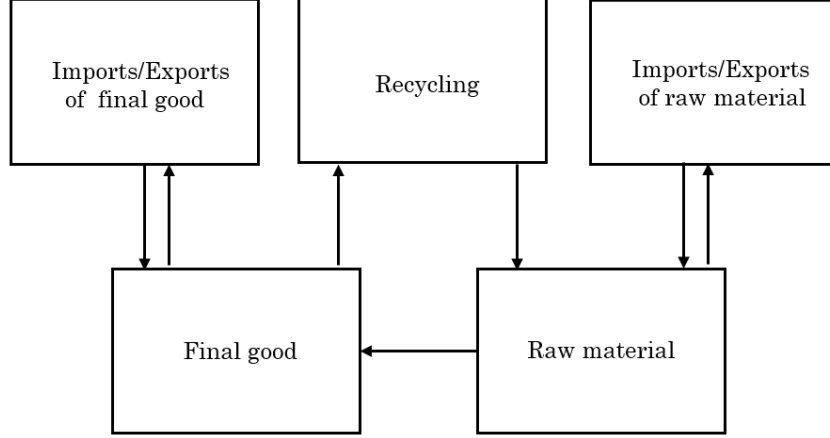 Imports/Exports
of final good
Recycling
Imports/Exports
of raw material
Final good
Raw material